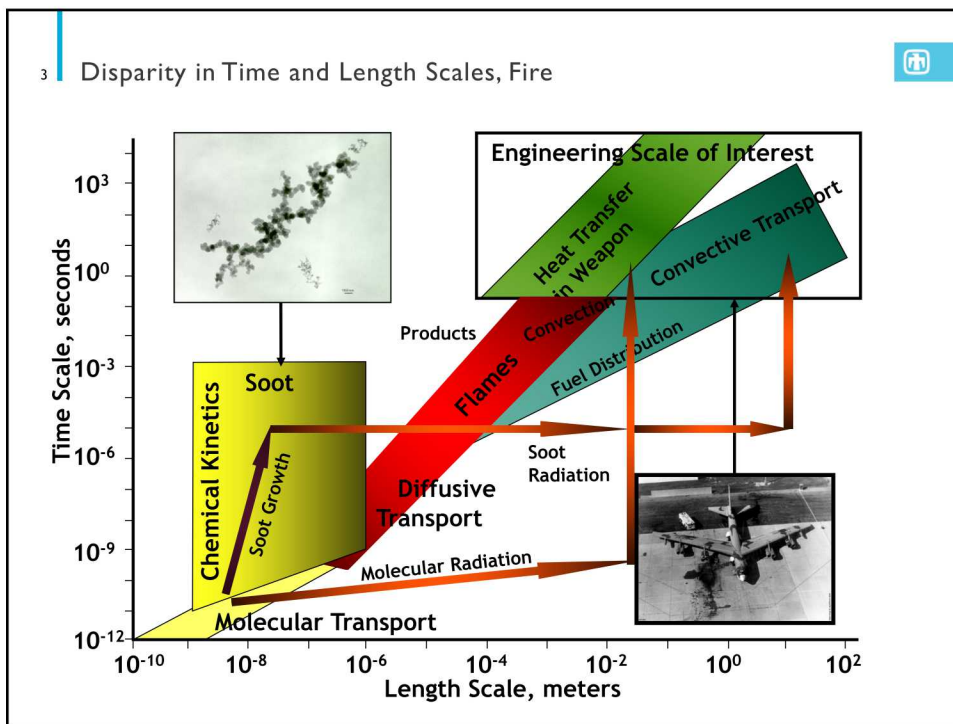 3
Disparity in Time and Length Scales, Fire
Engineering Scale of Interest
Heat Transfer
in Weapon
Convective Transport
Convection
Products
Fuel Distribution
Flames
Soot
Chemical Kinetics
Soot Growth
Soot
Radiation
Diffusive
Transport
Molecular Radiation
Molecular Transport
Time Scale, seconds
10³
10⁰
10⁻³
10⁻⁶
10⁻⁹
10⁻¹²
10⁻¹⁰
10⁻⁸
10⁻⁶
10⁻⁴
10⁻²
10⁰
10²
Length Scale, meters